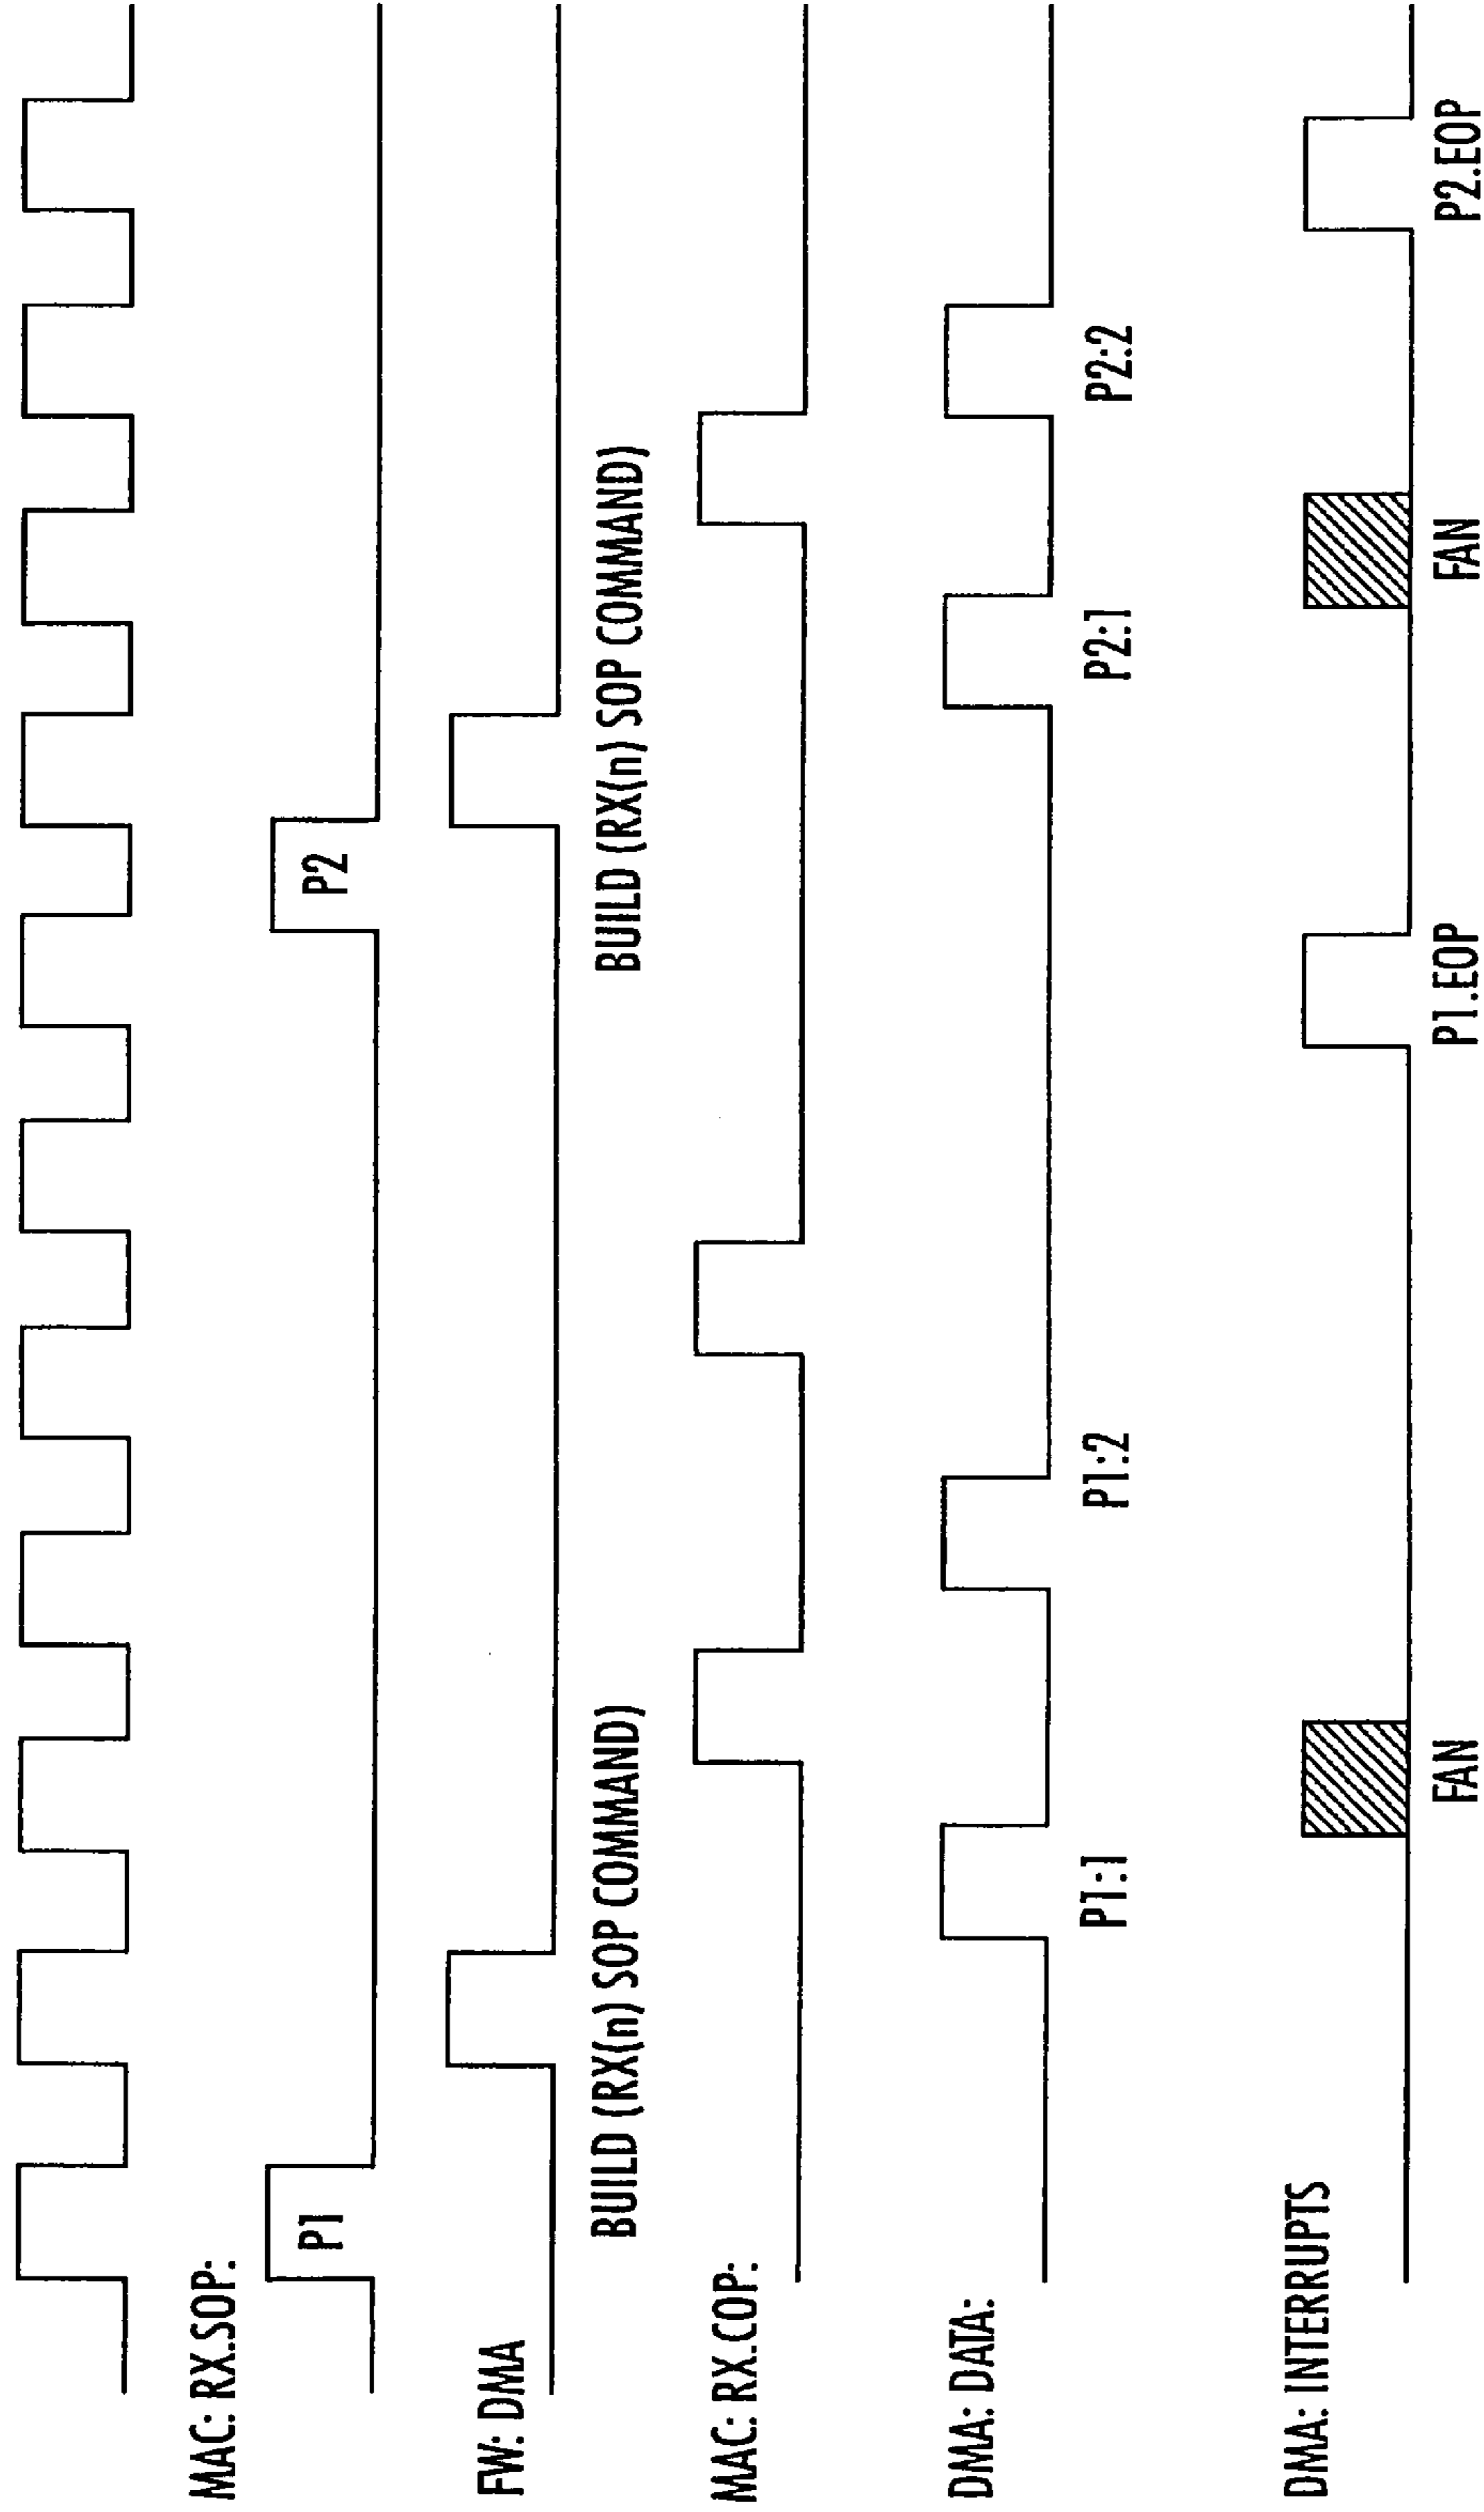 MAC: RX.SOP:
P1
P2
FW: DMA
BUILD (RX(n) SOP COMMAND)
BUILD (RX(n) SOP COMMAND)
MAC: RX.COP:
DMA: DATA:
P1:1
P1:2
P2:1
P2:2
DMA: INTERRUPTS
FAN
P1.EOP
FAN
P2.EOP